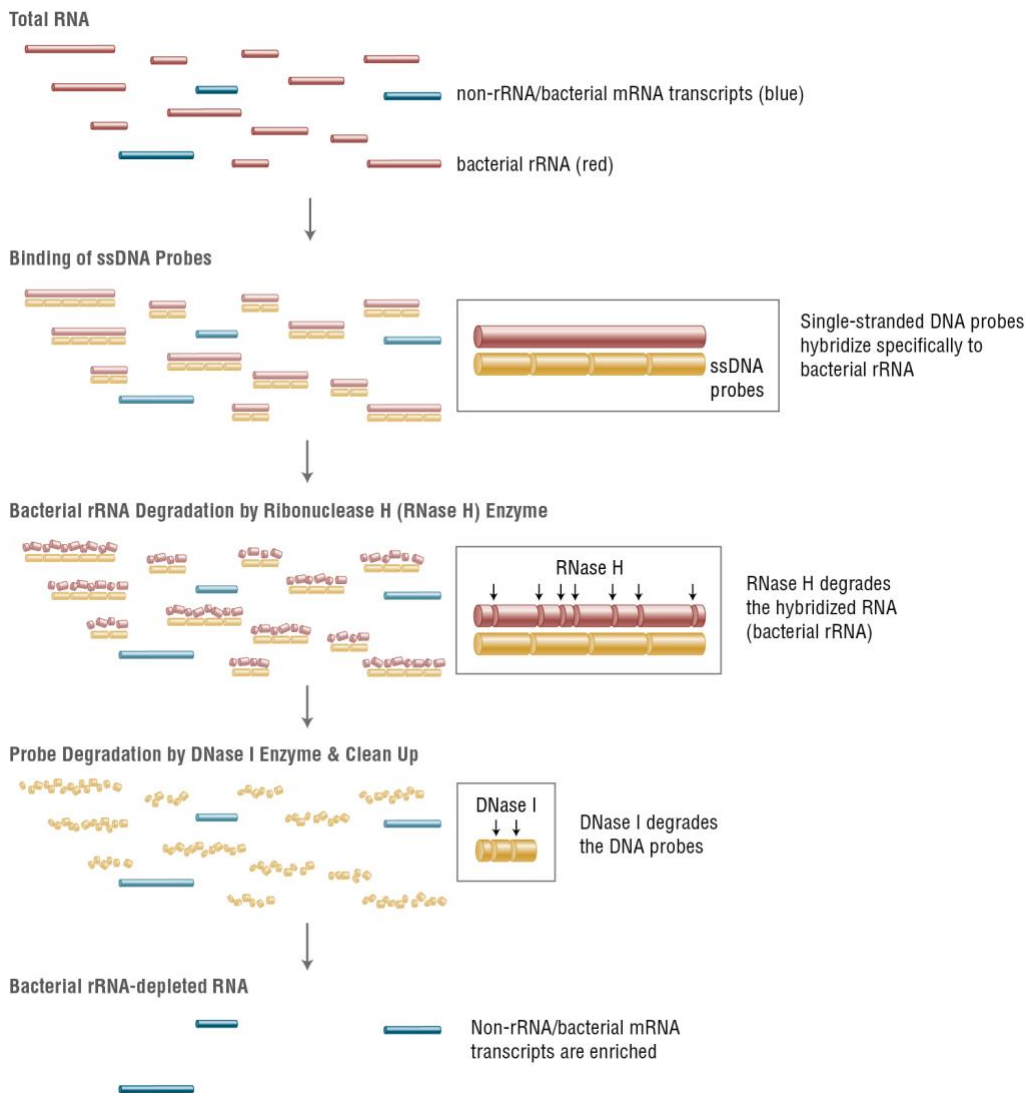 Total RNA
non-rRNA/bacterial mRNA transcripts (blue)
bacterial rRNA (red)
Binding of ssDNA Probes
ssDNA
probes
Single-stranded DNA probes
hybridize specifically to
bacterial rRNA
Bacterial rRNA Degradation by Ribonuclease H (RNase H) Enzyme
RNase H
RNase H degrades
the hybridized RNA
(bacterial rRNA)
Probe Degradation by DNase I Enzyme & Clean Up
DNase I
DNase I degrades
the DNA probes
Bacterial rRNA-depleted RNA
Non-rRNA/bacterial mRNA
transcripts are enriched